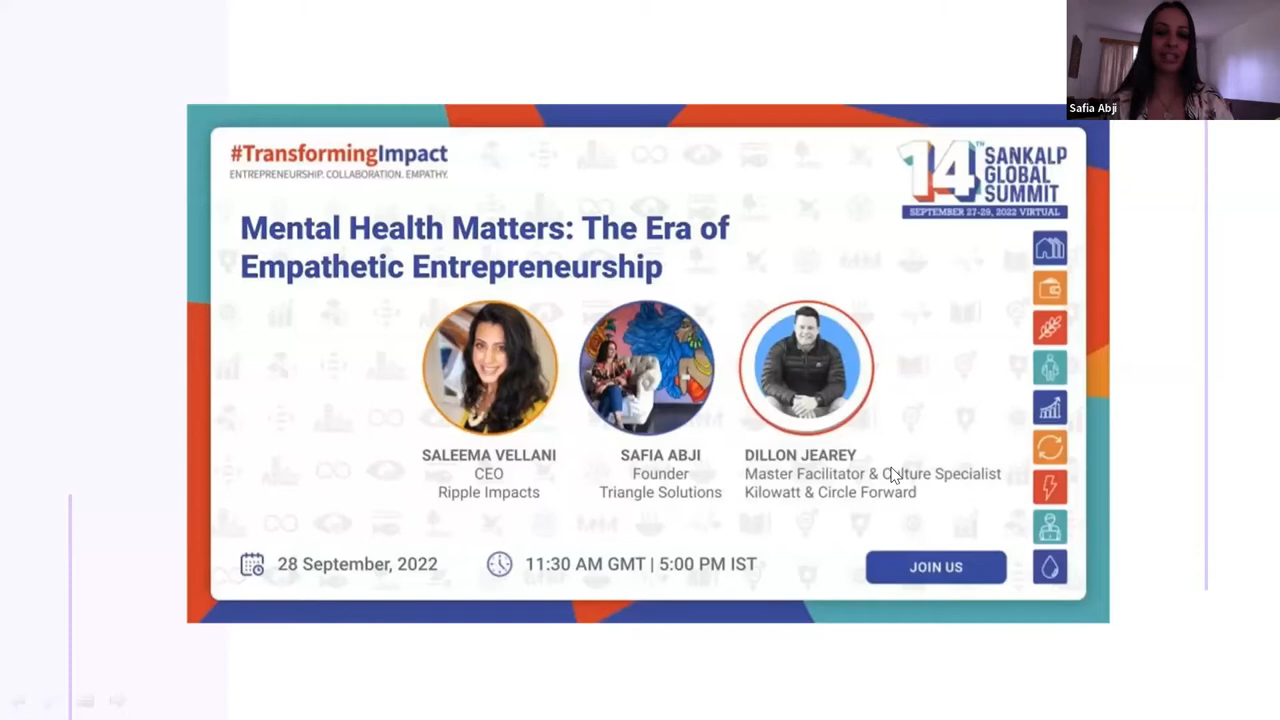 Safia Abji
#TransformingImpact
ENTREPRENEURSHIP. COLLABORATION. EMPATHY.
14TH SANKALP
GLOBAL
SUMMIT
SEPTEMBER 27-29, 2022 VIRTUAL
Mental Health Matters: The Era of
Empathetic Entrepreneurship
SALEEMA VELLANI
CEO
Ripple Impacts
SAFIA ABJI
Founder
Triangle Solutions
DILLON JEAREY
Master Facilitator & Culture Specialist
Kilowatt & Circle Forward
28 September, 2022
11:30 AM GMT | 5:00 PM IST
JOIN US